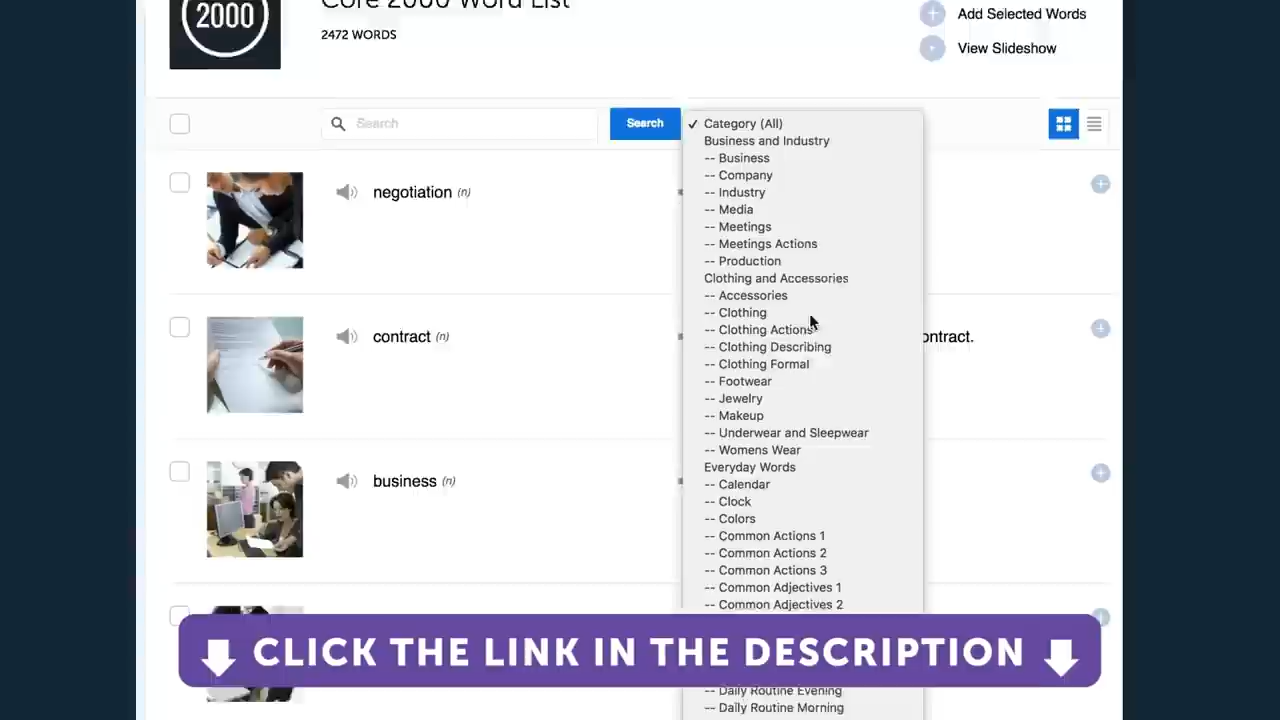 2000
Core 2000 Word List
2472 WORDS
Add Selected Words
View Slideshow
Search
Search
✓ Category (All)
Business and Industry
-- Business
-- Company
-- Industry
-- Media
-- Meetings
-- Meetings Actions
-- Production
Clothing and Accessories
-- Accessories
-- Clothing
-- Clothing Actions
-- Clothing Describing
-- Clothing Formal
-- Footwear
-- Jewelry
-- Makeup
-- Underwear and Sleepwear
-- Womens Wear
Everyday Words
-- Calendar
-- Clock
-- Colors
-- Common Actions 1
-- Common Actions 2
-- Common Actions 3
-- Common Adjectives 1
-- Common Adjectives 2
-- Daily Routine Evening
-- Daily Routine Morning
negotiation (n)
contract (n)
ontract.
business (n)
CLICK THE LINK IN THE DESCRIPTION